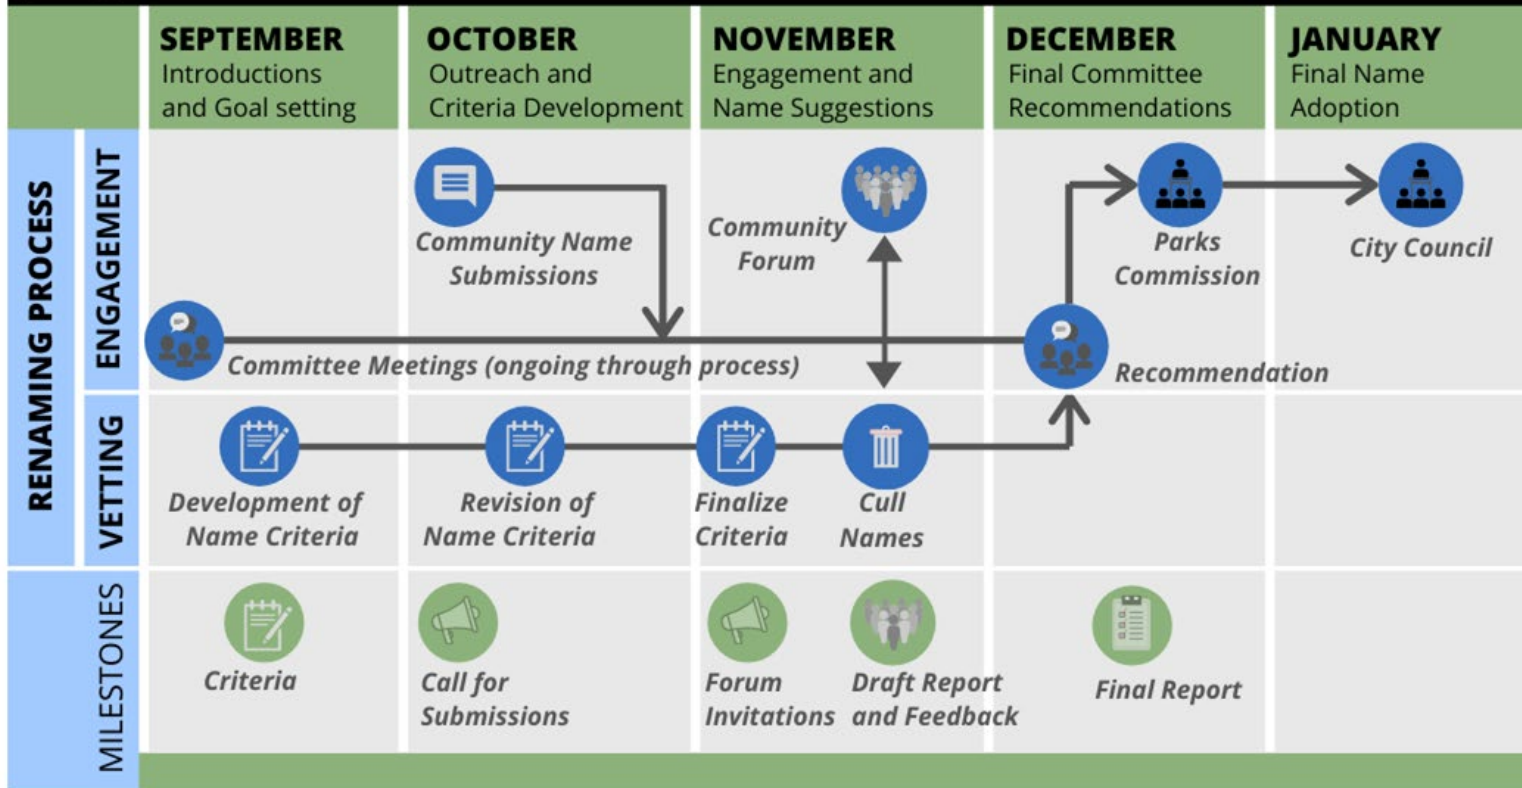 SEPTEMBER
Introductions
and Goal setting
OCTOBER
Outreach and
Criteria Development
NOVEMBER
Engagement and
Name Suggestions
DECEMBER
Final Committee
Recommendations
JANUARY
Final Name
Adoption
RENAMING PROCESS
ENGAGEMENT
Community Name
Submissions
Community
Forum
Parks
Commission
City Council
Committee Meetings (ongoing through process)
Recommendation
VETTING
Development of
Name Criteria
Revision of
Name Criteria
Finalize
Criteria
Cull
Names
MILESTONES
Criteria
Call for
Submissions
Forum
Invitations
Draft Report
and Feedback
Final Report